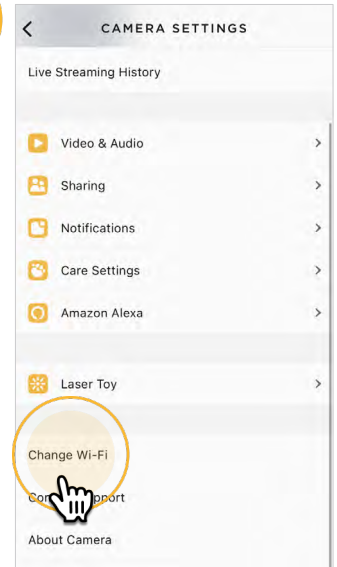 CAMERA SETTINGS
Live Streaming History
Video & Audio
Sharing
Notifications
Care Settings
Amazon Alexa
Laser Toy
Change Wi-Fi
About Camera